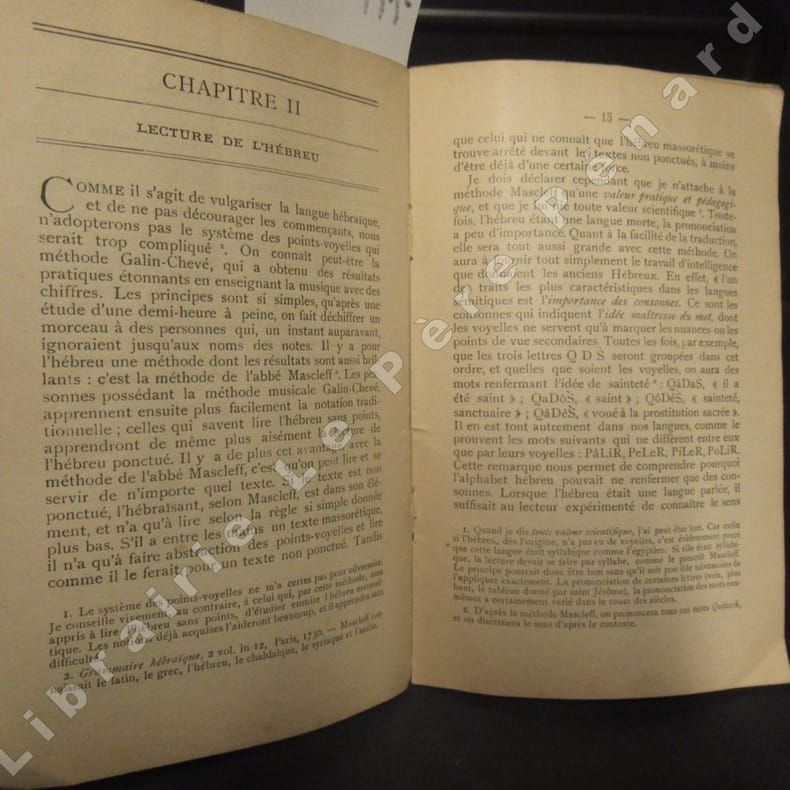 CHAPITRE II
LECTURE DE L'HÉBREU
COMME il s'agit de vulgariser la langue hébraïque,
et de ne pas décourager les commençants, nous
n'adopterons pas le système des points-voyelles qui
serait trop compliqué ¹. On connaît peut-être la
méthode Galin-Chevé, qui a obtenu des résultats
pratiques étonnants en enseignant la musique avec des
chiffres. Les principes sont si simples, qu'après une
étude d'une demi-heure à peine, on fait déchiffrer un
morceau à des personnes qui, un instant auparavant,
ignoraient jusqu'aux noms des notes. Il y a pour
l'hébreu une méthode dont les résultats sont aussi bril-
lants : c'est la méthode de l'abbé Mascleff ². Les per-
sonnes possédant la méthode musicale Galin-Chevé,
apprennent ensuite plus facilement la notation tradi-
tionnelle ; celles qui savent lire l'hébreu sans points,
apprendront de même plus aisément la lecture de
l'hébreu ponctué. Il y a de plus cet avantage, avec la
méthode de l'abbé Mascleff, c'est qu'on peut lire et se
servir de n'importe quel texte. Si le texte est non
ponctué, l'hébraïsant, selon Mascleff, est dans son élé-
ment, et n'a qu'à lire selon la règle si simple donnée
plus bas. S'il a entre les mains un texte massorétique,
il n'a qu'à faire abstraction des points-voyelles et lire
comme il le ferait pour un texte non ponctué. Tandis
1. Le système des points-voyelles ne m'a certes pas pour adversaire.
Je conseille vivement, au contraire, à celui qui, par cette méthode, aura
appris à lire l'hébreu sans points, d'étudier ensuite l'hébreu massoré-
tique. Les notions déjà acquises l'aideront beaucoup, et il apprendra sans
difficulté.
2. Grammaire hébraïque, 2 vol. in-12, Paris, 1730. — Mascleff con-
naissait le latin, le grec, l'hébreu, le chaldaïque, le syriaque et l'arabe.
— 15 —
que celui qui ne connaît que l'hébreu massorétique se
trouve arrêté devant les textes non ponctués, à moins
d'être déjà d'une certaine force.
Je dois déclarer cependant que je n'attache à la
méthode Mascleff qu'une valeur pratique et pédagogi-
que, et que je lui nie toute valeur scientifique ¹. Toute-
fois, l'hébreu étant une langue morte, la prononciation
a peu d'importance. Quant à la facilité de la traduction,
elle sera tout aussi grande avec cette méthode. On
aura à fournir tout simplement le travail d'intelligence
que donnaient les anciens Hébreux. En effet, « l'un
des traits les plus caractéristiques dans les langues
sémitiques est l'importance des consonnes. Ce sont les
consonnes qui indiquent l'idée maîtresse du mot, dont
les voyelles ne servent qu'à marquer les nuances ou les
points de vue secondaires. Toutes les fois, par exemple,
que les trois lettres Q D S seront groupées dans cet
ordre, et quelles que soient les voyelles, on aura des
mots renfermant l'idée de sainteté ² : QâDaS, « il a
été saint » ; QaDôS, « saint » ; QôDéS, « sainteté,
sanctuaire » ; QâDéS, « voué à la prostitution sacrée ».
Il en est tout autrement dans nos langues, comme le
prouvent les mots suivants qui ne diffèrent entre eux
que par leurs voyelles : PâLiR, PeLeR, PiLeR, PoLiR.
Cette remarque nous permet de comprendre pourquoi
l'alphabet hébreu pouvait ne renfermer que des con-
sonnes. Lorsque l'hébreu était une langue parlée, il
suffisait au lecteur expérimenté de connaître le sens
1. Quand je dis toute valeur scientifique, j'ai peut être tort. Car enfin
si l'hébreu, dès l'origine, n'a pas eu de voyelles, c'est évidemment parce
que cette langue était syllabique comme l'égyptien. Si elle était syllabi-
que, la lecture devait se faire par syllabe, comme le prescrit Mascleff.
Le principe pourrait donc être bon sans qu'il soit possible néanmoins de
l'appliquer exactement. La prononciation de certaines lettres (voir, plus
loin, le tableau donné par saint Jérôme), la prononciation des mots
mêmes a certainement varié dans le cours des siècles.
2. D'après la méthode Mascleff, on prononcera tous ces mots
et on discernera le sens d'après le contexte.
Librairie Le Père Pénard